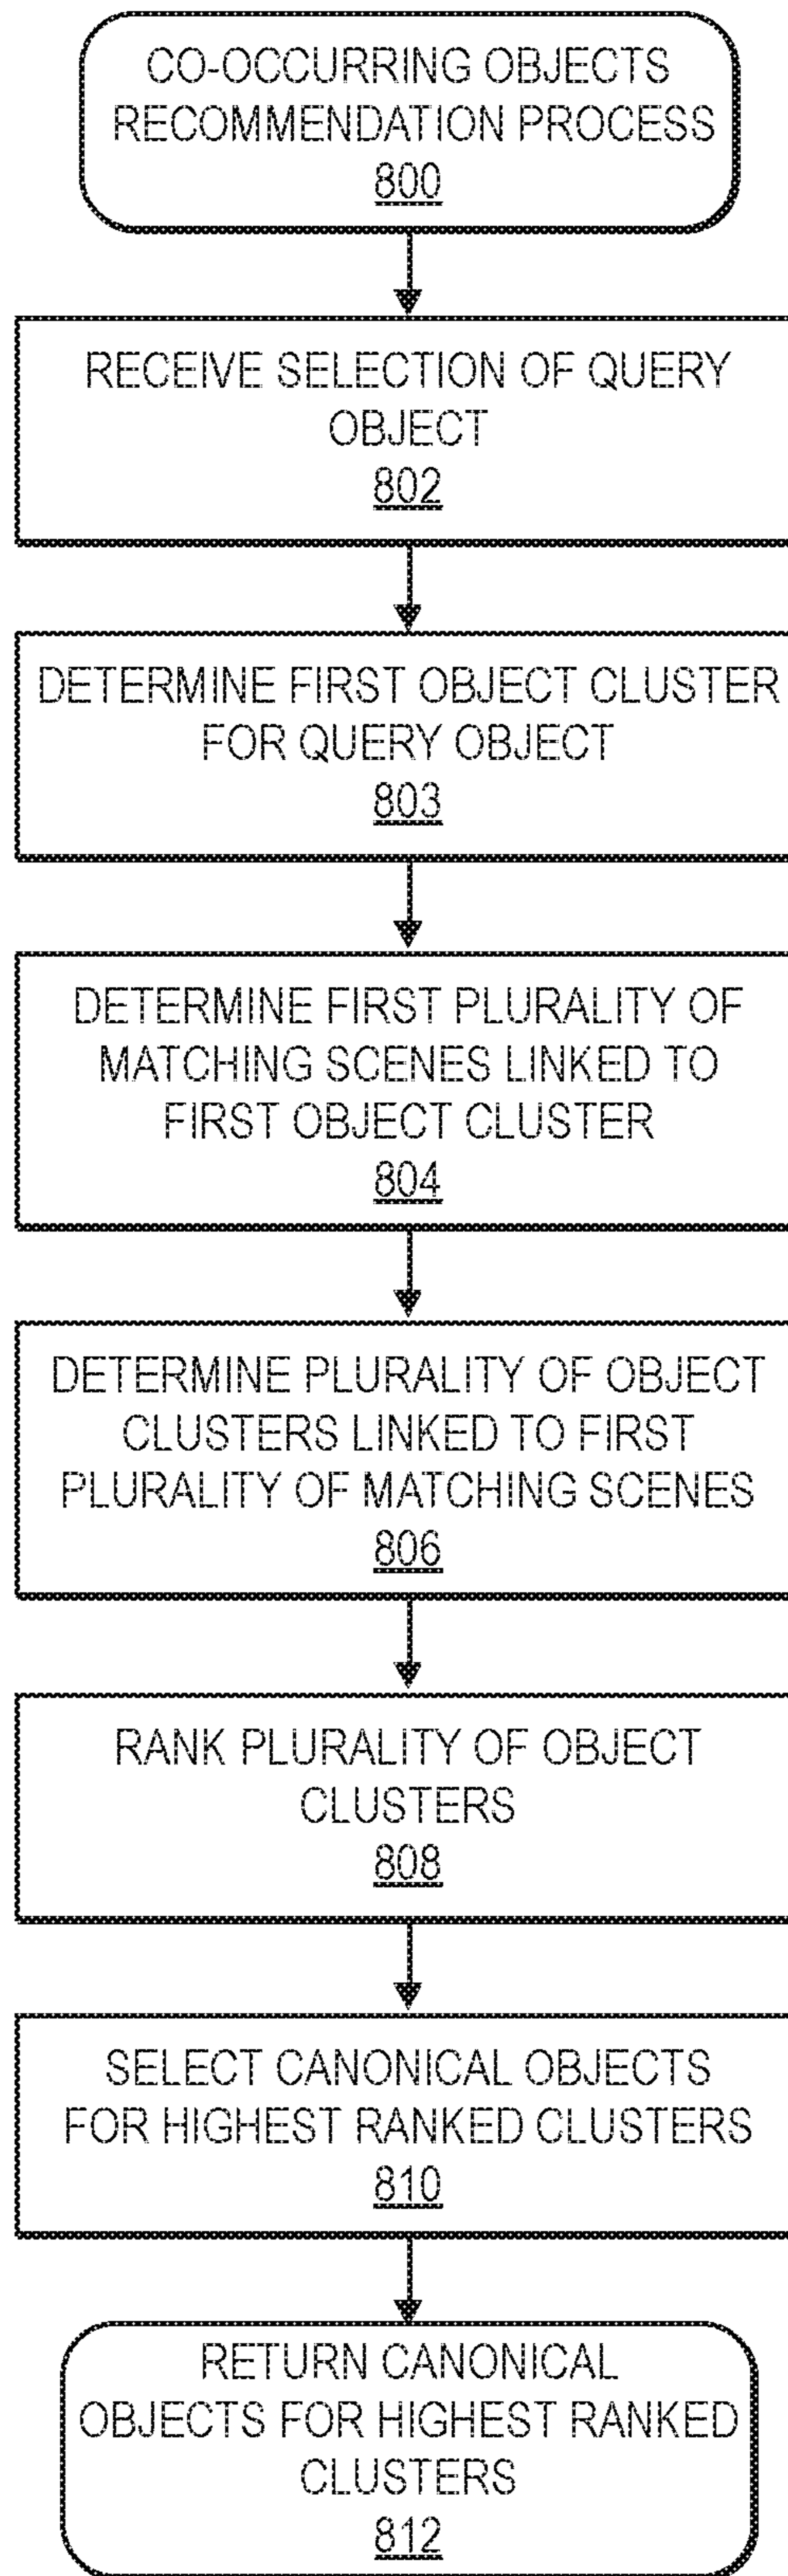 CO-OCCURRING OBJECTS
RECOMMENDATION PROCESS
800
RECEIVE SELECTION OF QUERY
OBJECT
802
DETERMINE FIRST OBJECT CLUSTER
FOR QUERY OBJECT
803
DETERMINE FIRST PLURALITY OF
MATCHING SCENES LINKED TO
FIRST OBJECT CLUSTER
804
DETERMINE PLURALITY OF OBJECT
CLUSTERS LINKED TO FIRST
PLURALITY OF MATCHING SCENES
806
RANK PLURALITY OF OBJECT
CLUSTERS
808
SELECT CANONICAL OBJECTS
FOR HIGHEST RANKED CLUSTERS
810
RETURN CANONICAL
OBJECTS FOR HIGHEST RANKED
CLUSTERS
812